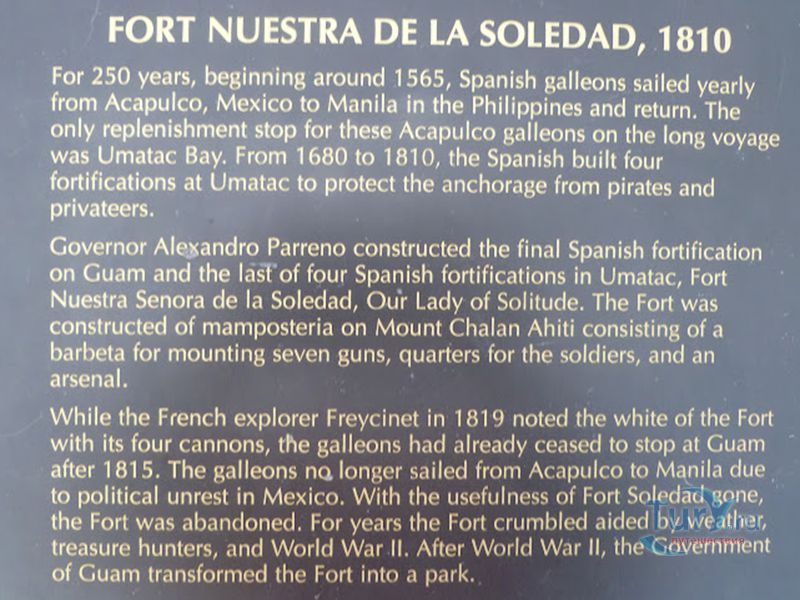 FORT NUESTRA DE LA SOLEDAD, 1810
For 250 years, beginning around 1565, Spanish galleons sailed yearly
from Acapulco, Mexico to Manila in the Philippines and return. The
only replenishment stop for these Acapulco galleons on the long voyage
was Umatac Bay. From 1680 to 1810, the Spanish built four
fortifications at Umatac to protect the anchorage from pirates and
privateers.
Governor Alexandro Parreno constructed the final Spanish fortification
on Guam and the last of four Spanish fortifications in Umatac, Fort
Nuestra Senora de la Soledad, Our Lady of Solitude. The Fort was
constructed of mamposteria on Mount Chalan Ahiti consisting of a
barbeta for mounting seven guns, quarters for the soldiers, and an
arsenal.
While the French explorer Freycinet in 1819 noted the white of the Fort
with its four cannons, the galleons had already ceased to stop at Guam
after 1815. The galleons no longer sailed from Acapulco to Manila due
to political unrest in Mexico. With the usefulness of Fort Soledad gone,
the Fort was abandoned. For years the Fort crumbled aided by weather,
treasure hunters, and World War II. After World War II, the Government
of Guam transformed the Fort into a park.